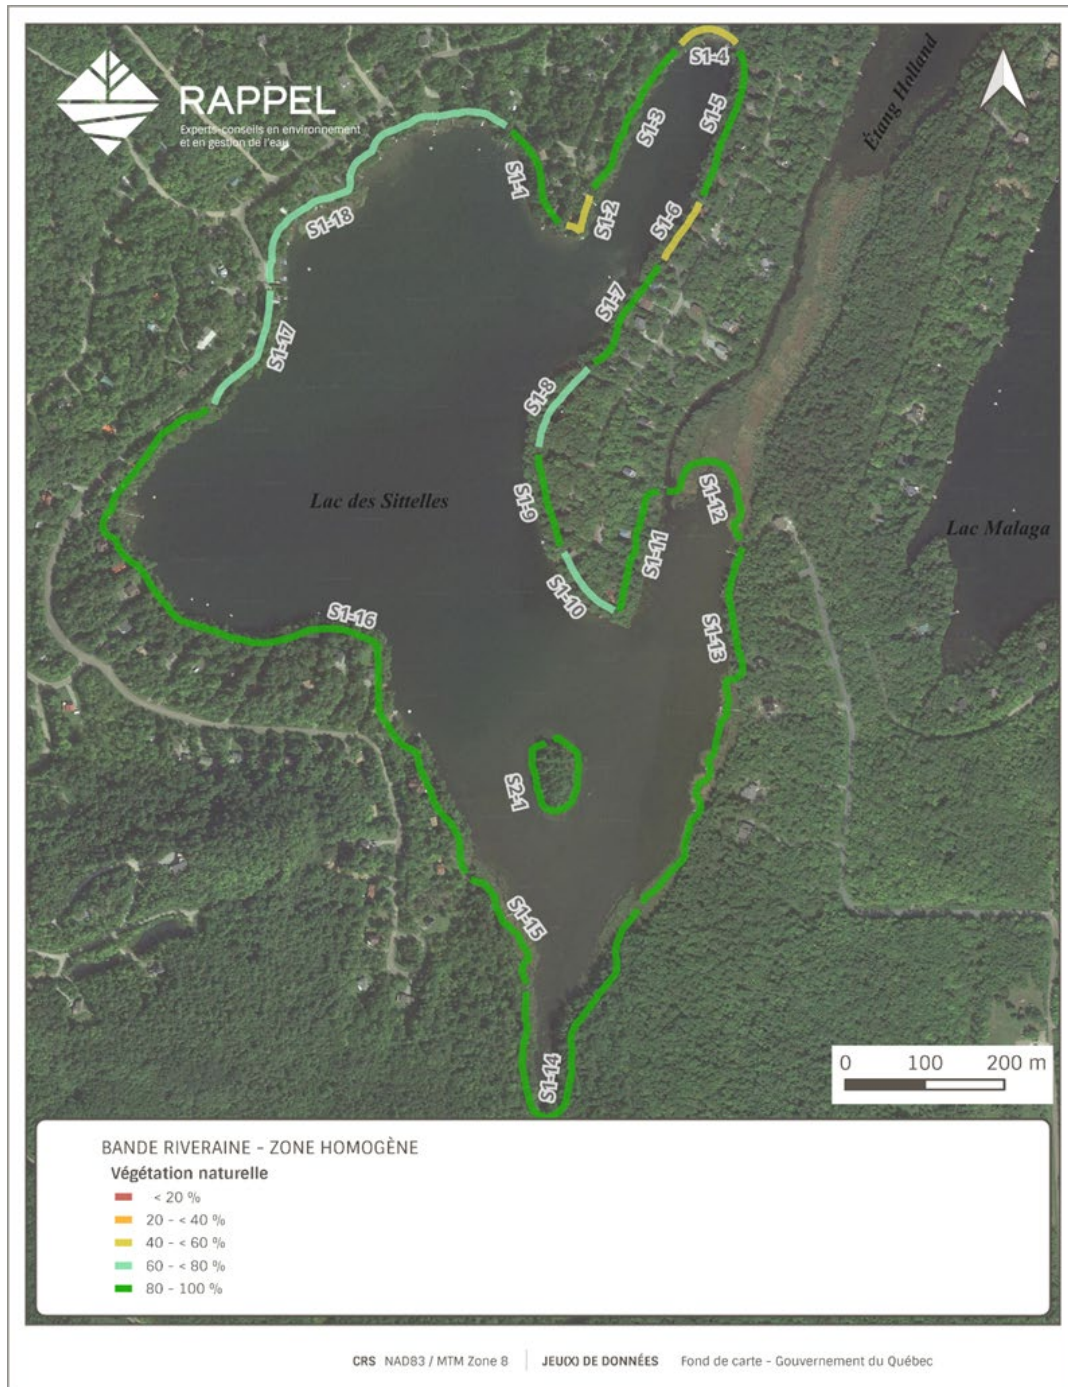 RAPPEL
Experts-conseils en environnement
et en gestion de l'eau
S1-4
Étang Holland
S1-3
S1-5
S1-1
S1-2
S1-6
S1-18
S1-7
S1-17
S1-8
Lac des Sittelles
S1-9
S1-12
Lac Malaga
S1-11
S1-10
S1-16
S1-13
S2-1
S1-15
S1-14
0 100 200 m
BANDE RIVERAINE - ZONE HOMOGÈNE
Végétation naturelle
< 20 %
20 - < 40 %
40 - < 60 %
60 - < 80 %
80 - 100 %
CRS NAD83 / MTM Zone 8 JEU(X) DE DONNÉES Fond de carte - Gouvernement du Québec